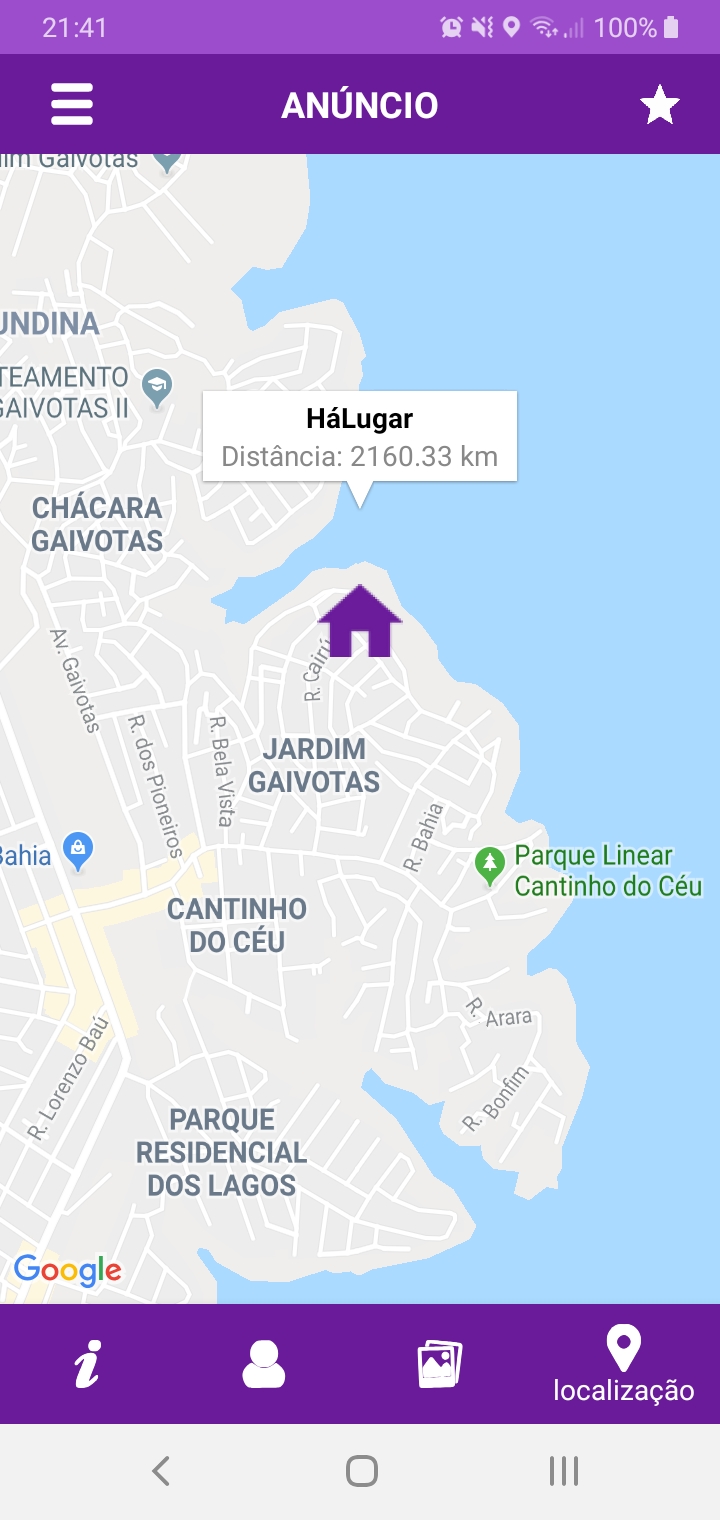 21:41
100%
ANÚNCIO
im Gaivotas
UNDINA
TEAMENTO
GAIVOTAS II
HáLugar
Distância: 2160.33 km
CHÁCARA
GAIVOTAS
Av. Gaivotas
R. Cairú
R. dos Pioneiros
R. Bela Vista
JARDIM
GAIVOTAS
R. Bahia
Bahia
Parque Linear
Cantinho do Céu
CANTINHO
DO CÉU
R. Arara
R. Lorenzo Baú
R. Bonfim
PARQUE
RESIDENCIAL
DOS LAGOS
Google
localização